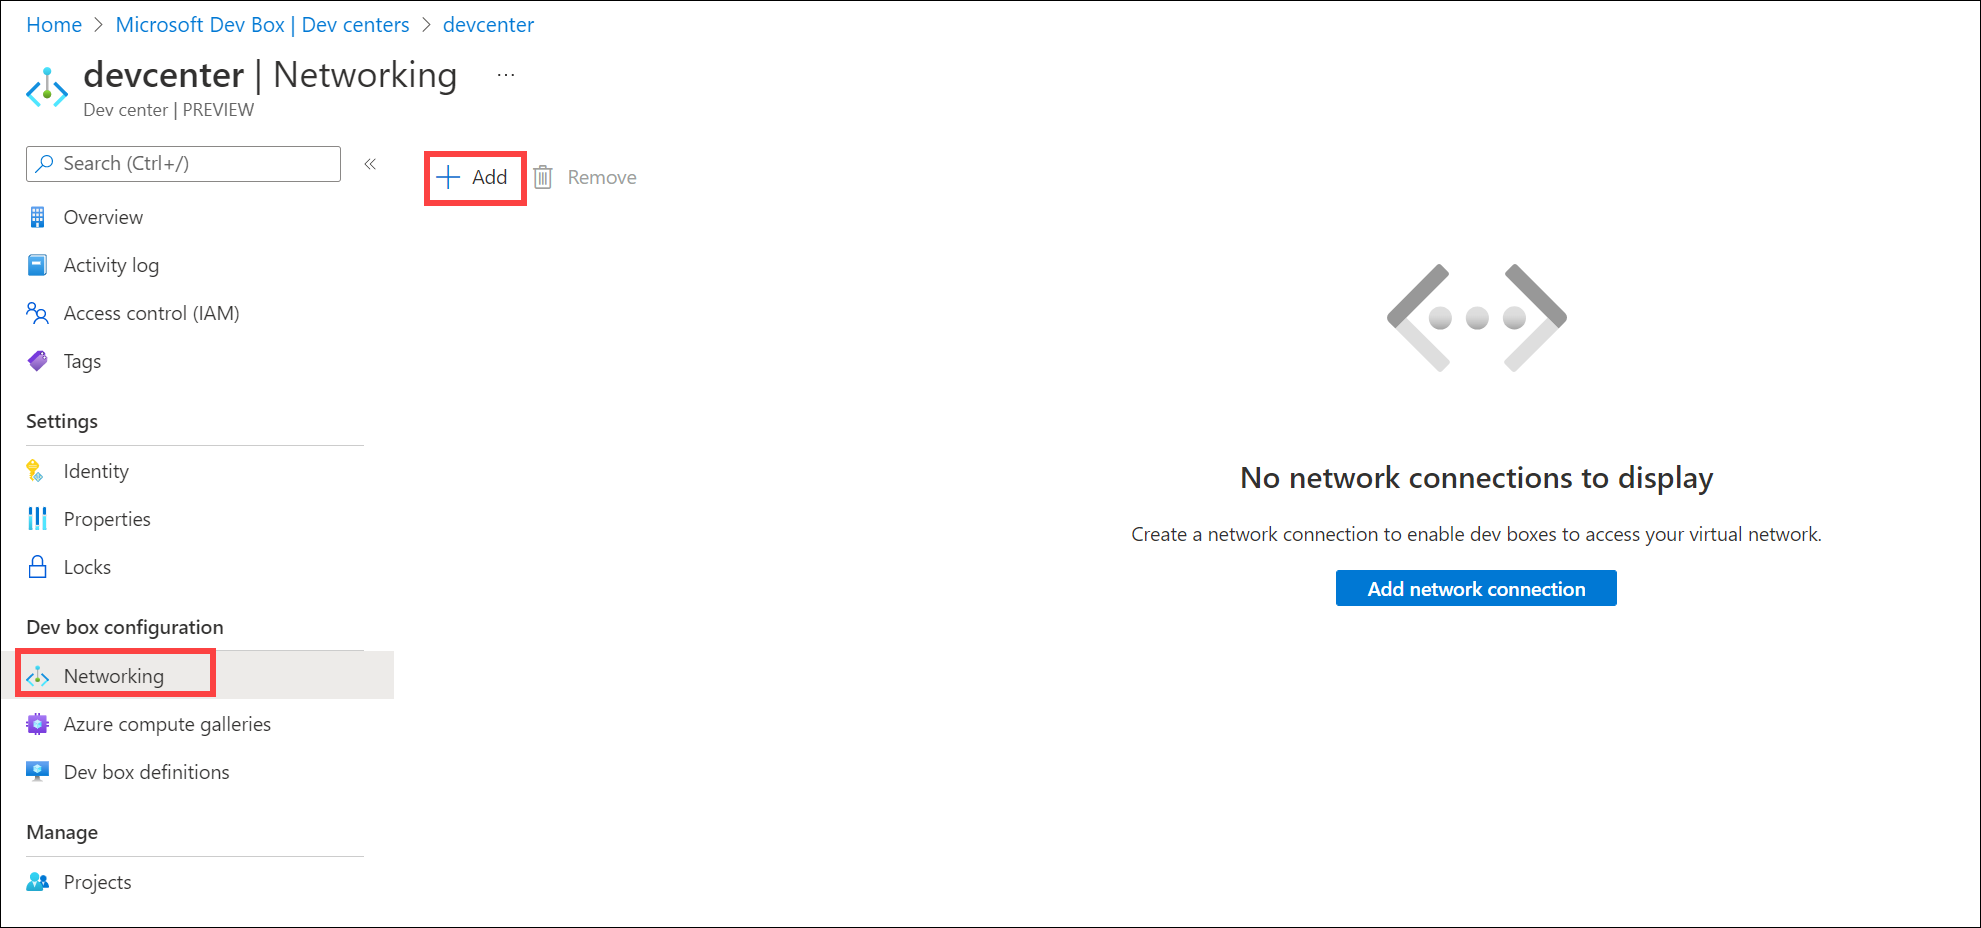 Home > Microsoft Dev Box | Dev centers > devcenter
devcenter | Networking ...
Dev center | PREVIEW
Search (Ctrl+/) «
Add Remove
Overview
Activity log
Access control (IAM)
Tags
Settings
Identity
Properties
Locks
Dev box configuration
Networking
Azure compute galleries
Dev box definitions
Manage
Projects
No network connections to display
Create a network connection to enable dev boxes to access your virtual network.
Add network connection